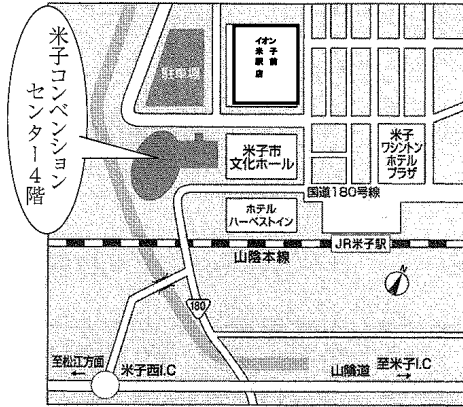 米子コンベンション
センター4階
駐車場
イオン
米子
駅前
店
米子市
文化ホール
米子
ワシントン
ホテル
プラザ
国道180号線
ホテル
ハーベストイン
JR米子駅
山陰本線
N
180
至松江方面
←
米子西I.C
山陰道
至米子I.C
→